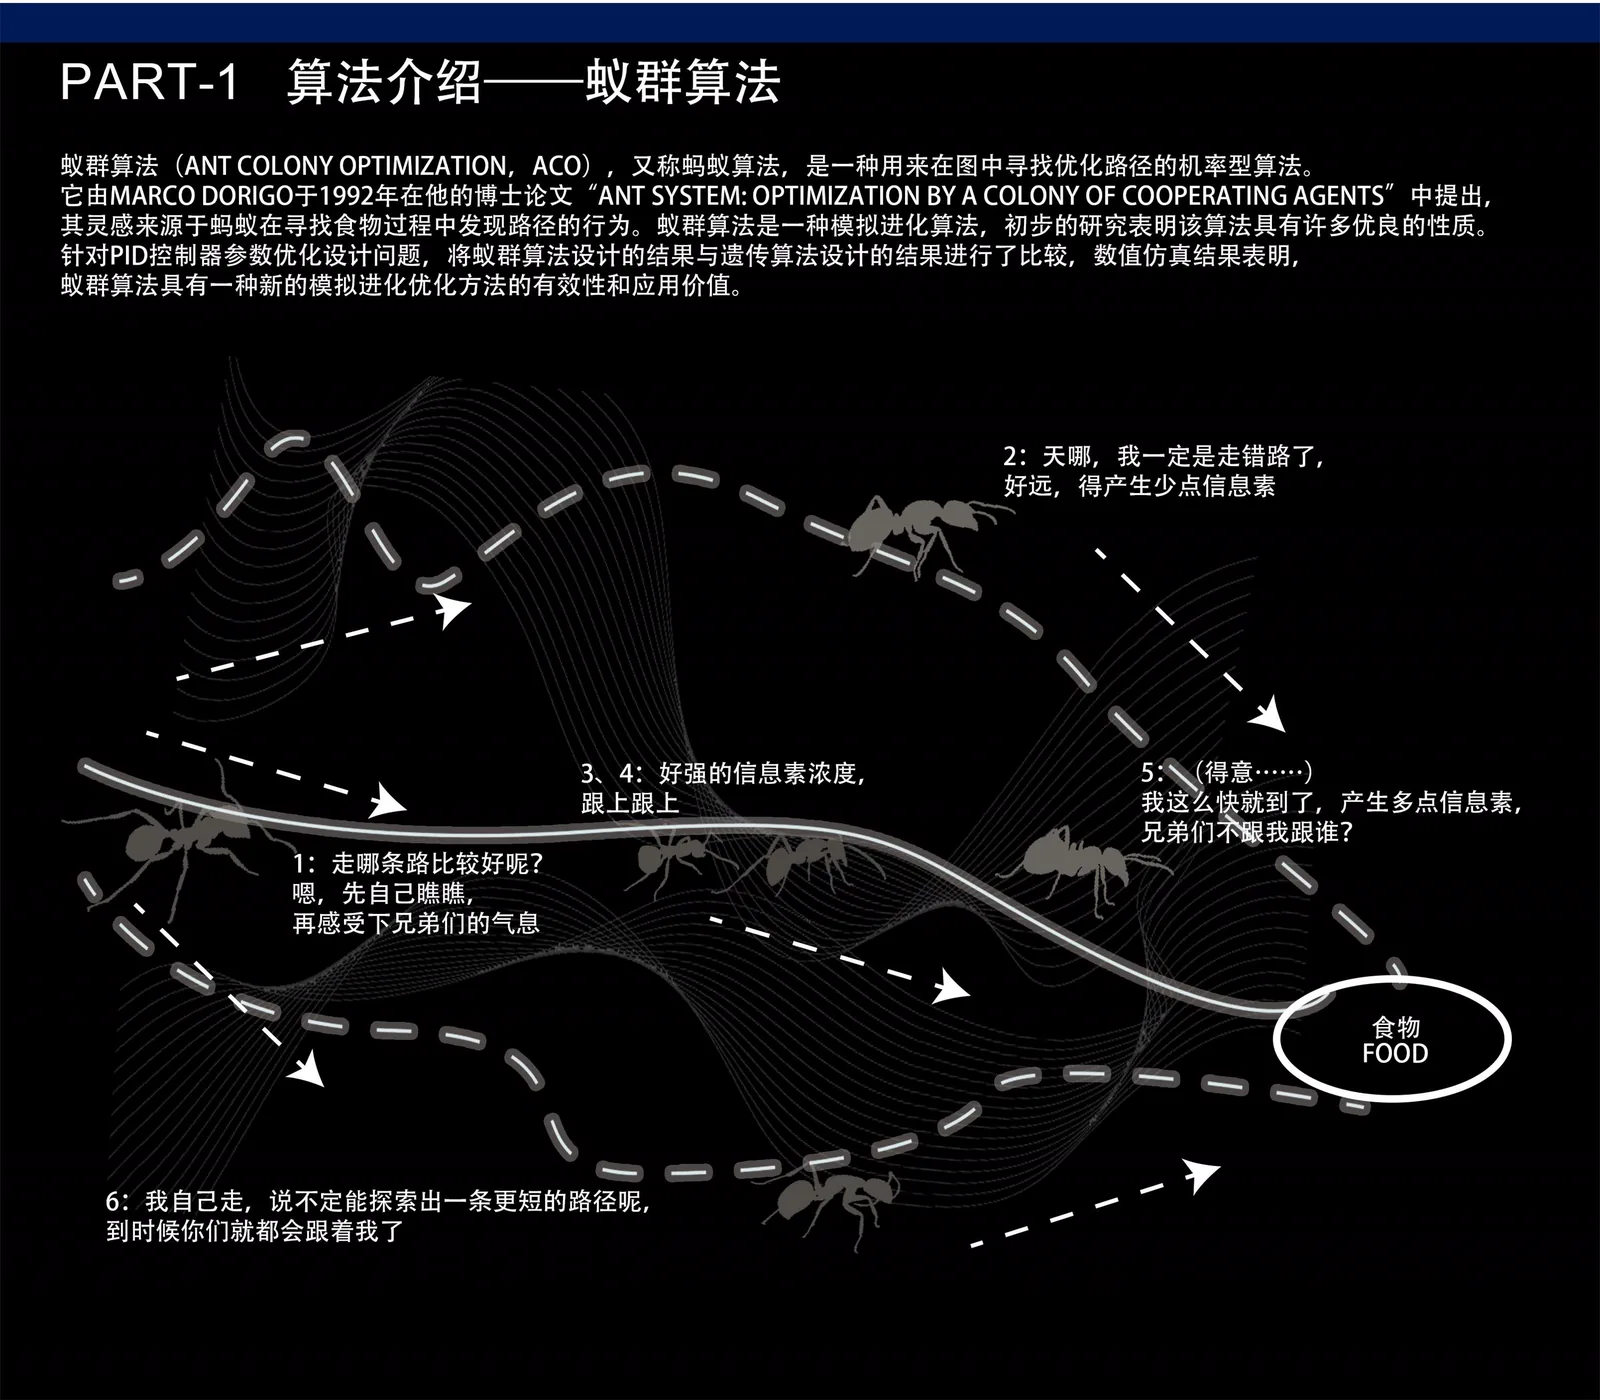 PART-1 算法介绍——蚁群算法
蚁群算法（ANT COLONY OPTIMIZATION，ACO），又称蚂蚁算法，是一种用来在图中寻找优化路径的机率型算法。
它由MARCO DORIGO于1992年在他的博士论文“ANT SYSTEM: OPTIMIZATION BY A COLONY OF COOPERATING AGENTS”中提出，
其灵感来源于蚂蚁在寻找食物过程中发现路径的行为。蚁群算法是一种模拟进化算法，初步的研究表明该算法具有许多优良的性质。
针对PID控制器参数优化设计问题，将蚁群算法设计的结果与遗传算法设计的结果进行了比较，数值仿真结果表明，
蚁群算法具有一种新的模拟进化优化方法的有效性和应用价值。
2：天哪，我一定是走错路了，
好远，得产生少点信息素
3、4：好强的信息素浓度，
跟上跟上
5：（得意……）
我这么快就到了，产生多点信息素，
兄弟们不跟我跟谁？
1：走哪条路比较好呢？
嗯，先自己瞧瞧，
再感受下兄弟们的气息
食物
FOOD
6：我自己走，说不定能探索出一条更短的路径呢，
到时候你们就都会跟着我了